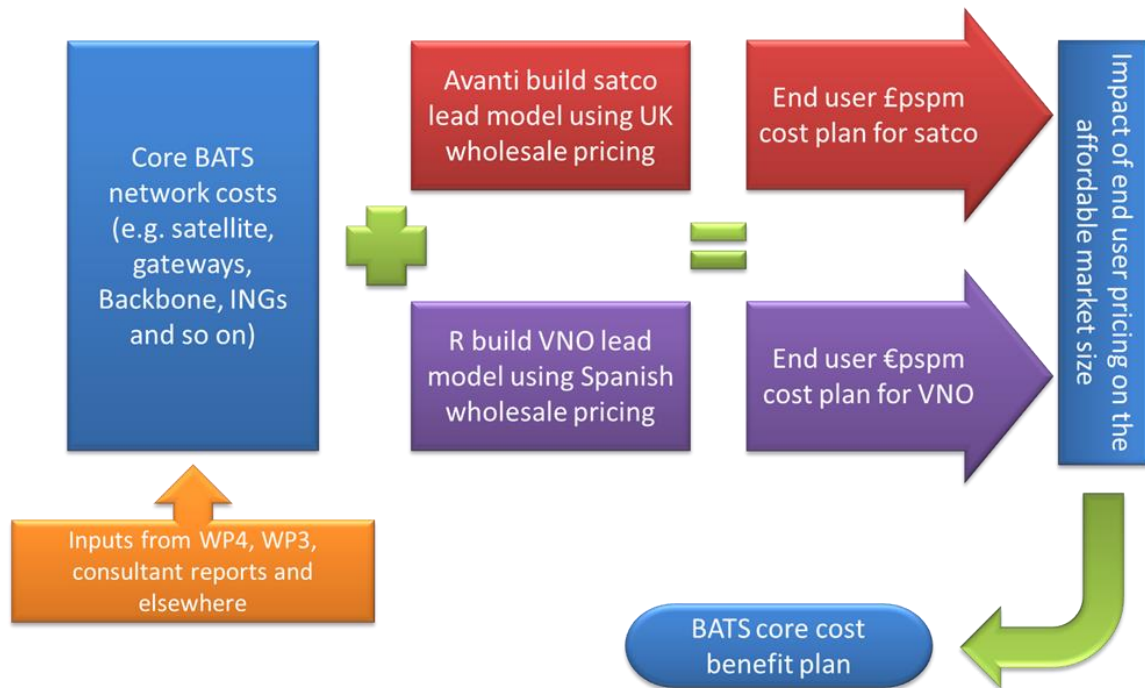 Core BATS
network costs
(e.g. satellite,
gateways,
Backbone, INGs
and so on)
Avanti build satco
lead model using UK
wholesale pricing
End user £pspm
cost plan for satco
R build VNO lead
model using Spanish
wholesale pricing
End user €pspm
cost plan for VNO
Impact of end user pricing on the
affordable market size
Inputs from WP4, WP3,
consultant reports and
elsewhere
BATS core cost
benefit plan